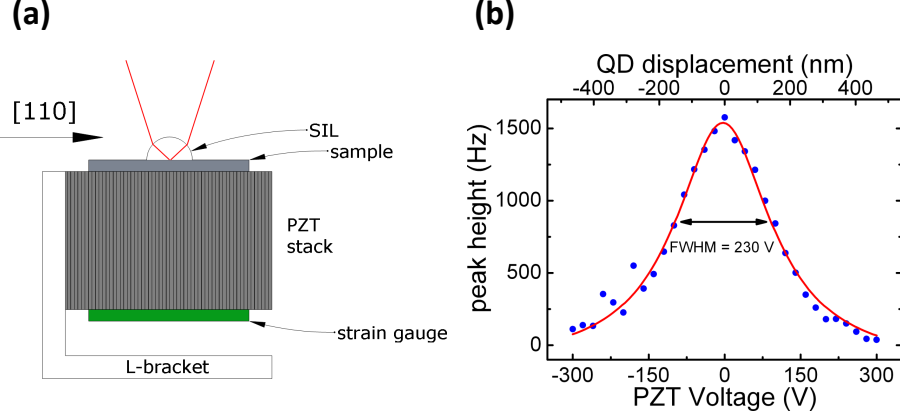 (a)
[110]
SIL
sample
PZT
stack
strain gauge
L-bracket
(b)
QD displacement (nm)
-400 -200 0 200 400
1500
1000
500
0
peak height (Hz)
FWHM = 230 V
-300 -150 0 150 300
PZT Voltage (V)